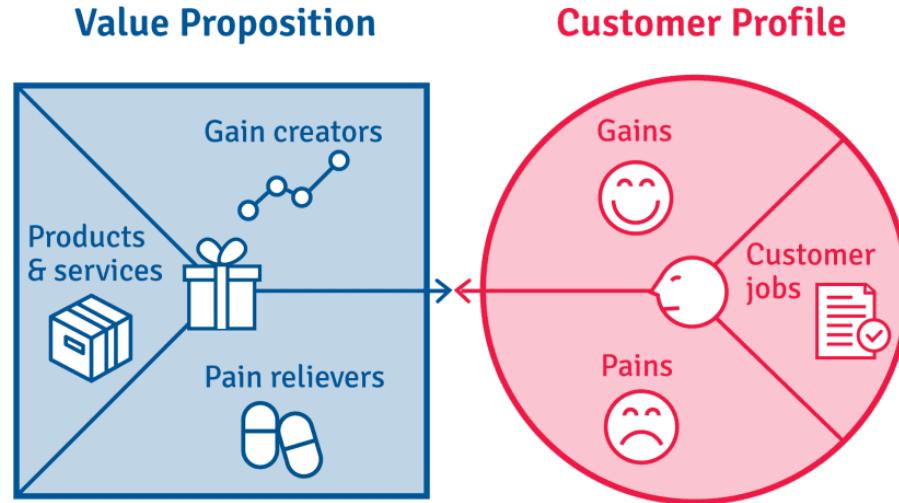 Value Proposition
Customer Profile
Gain creators
Products
& services
Pain relievers
Gains
Customer
jobs
Pains